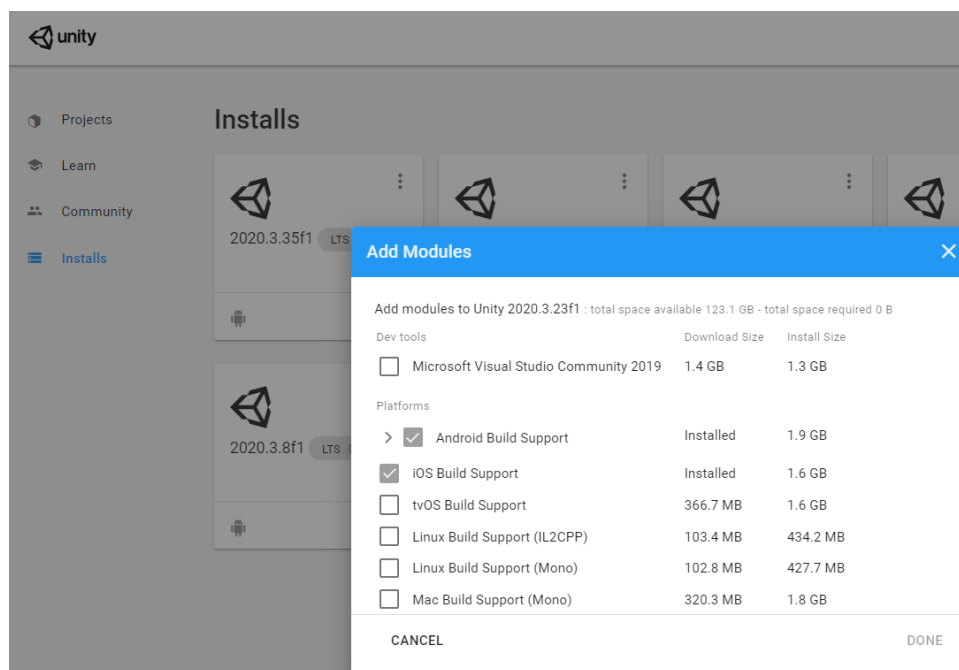 unity
Projects
Installs
Learn
Community
2020.3.35f1 LTS
Installs
Add Modules
Add modules to Unity 2020.3.23f1 : total space available 123.1 GB - total space required 0 B
Dev tools Download Size Install Size
Microsoft Visual Studio Community 2019 1.4 GB 1.3 GB
Platforms
Android Build Support Installed 1.9 GB
2020.3.8f1 LTS
iOS Build Support Installed 1.6 GB
tvOS Build Support 366.7 MB 1.6 GB
Linux Build Support (IL2CPP) 103.4 MB 434.2 MB
Linux Build Support (Mono) 102.8 MB 427.7 MB
Mac Build Support (Mono) 320.3 MB 1.8 GB
CANCEL DONE